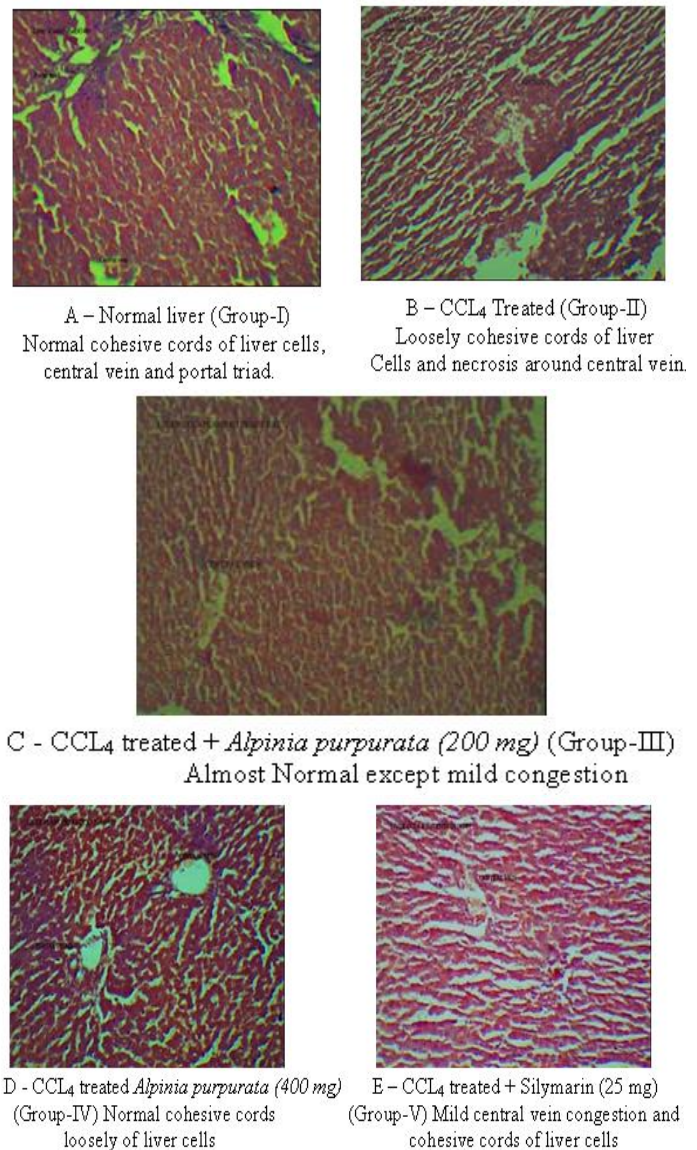 A – Normal liver (Group-I)
Normal cohesive cords of liver cells,
central vein and portal triad.
B – CCL₄ Treated (Group-II)
Loosely cohesive cords of liver
Cells and necrosis around central vein.
C - CCL₄ treated + Alpinia purpurata (200 mg) (Group-III)
Almost Normal except mild congestion
D - CCL₄ treated Alpinia purpurata (400 mg)
(Group-IV) Normal cohesive cords
loosely of liver cells
E – CCL₄ treated + Silymarin (25 mg)
(Group-V) Mild central vein congestion and
cohesive cords of liver cells